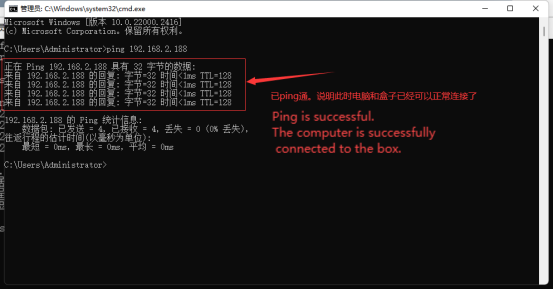 管理员: C:\Windows\system32\cmd.exe
Microsoft Windows [版本 10.0.22000.2416]
(c) Microsoft Corporation。保留所有权利。
C:\Users\Administrator>ping 192.168.2.188
正在 Ping 192.168.2.188 具有 32 字节的数据:
来自 192.168.2.188 的回复: 字节=32 时间<1ms TTL=128
来自 192.168.2.188 的回复: 字节=32 时间<1ms TTL=128
来自 192.168.2.188 的回复: 字节=32 时间<1ms TTL=128
来自 192.168.2.188 的回复: 字节=32 时间<1ms TTL=128
192.168.2.188 的 Ping 统计信息:
数据包: 已发送 = 4，已接收 = 4，丢失 = 0 (0% 丢失)，
往返行程的估计时间(以毫秒为单位):
最短 = 0ms，最长 = 0ms，平均 = 0ms
C:\Users\Administrator>
已ping通。说明此时电脑和盒子已经可以正常连接了
Ping is successful.
The computer is successfully
connected to the box.